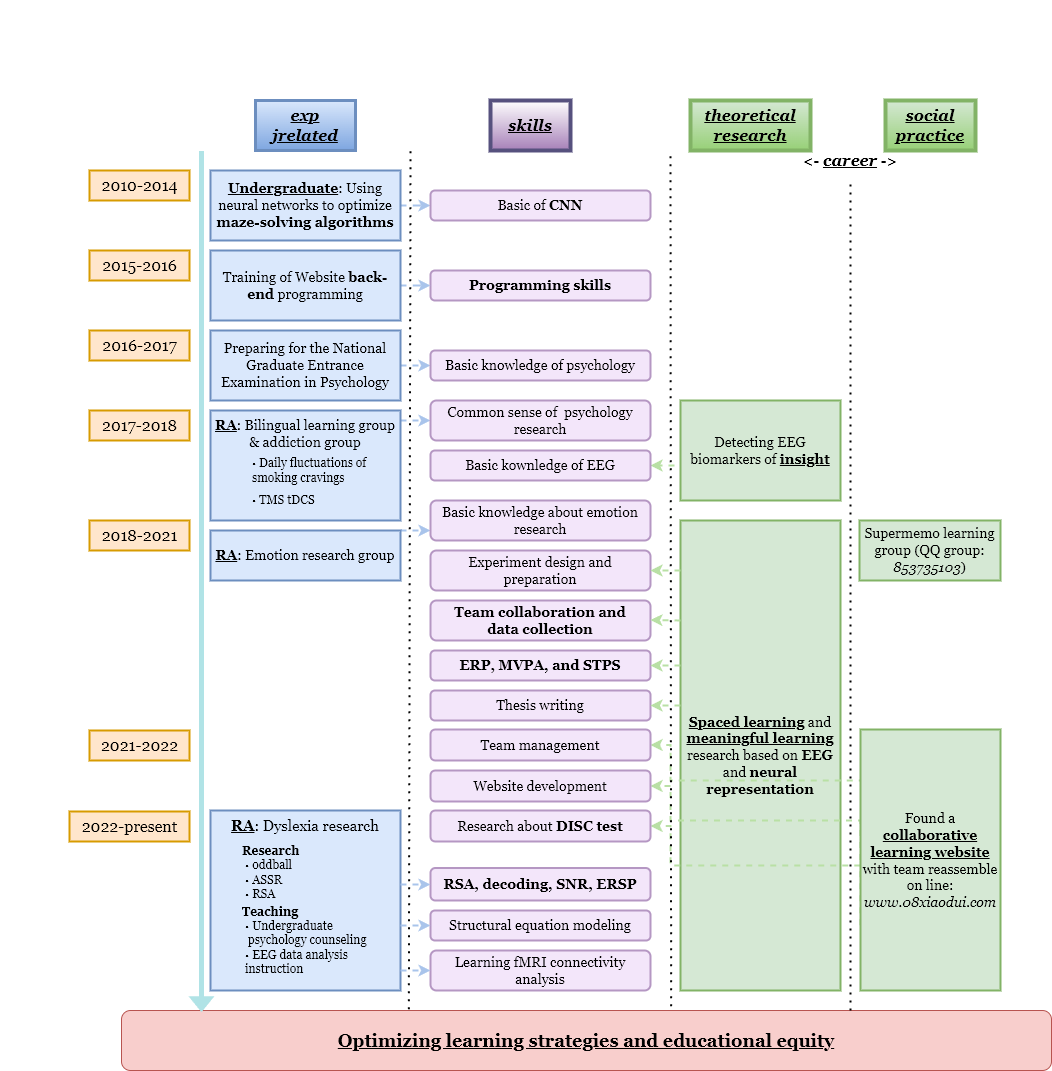 exp
jrelated
skills
theoretical
research
social
practice
<- career ->
2010-2014
Undergraduate: Using
neural networks to optimize
maze-solving algorithms
Basic of CNN
2015-2016
Training of Website back-
end programming
Programming skills
2016-2017
Preparing for the National
Graduate Entrance
Examination in Psychology
Basic knowledge of psychology
2017-2018
RA: Bilingual learning group
& addiction group
· Daily fluctuations of
smoking cravings
· TMS tDCS
Common sense of psychology
research
Basic kownledge of EEG
Detecting EEG
biomarkers of insight
2018-2021
RA: Emotion research group
Basic knowledge about emotion
research
Experiment design and
preparation
Team collaboration and
data collection
ERP, MVPA, and STPS
Thesis writing
Supermemo learning
group (QQ group:
853735103)
Spaced learning and
meaningful learning
research based on EEG
and neural
representation
2021-2022
Team management
Website development
Research about DISC test
Found a
collaborative
learning website
with team reassemble
on line:
www.08xiaodui.com
2022-present
RA: Dyslexia research
Research
· oddball
· ASSR
· RSA
Teaching
· Undergraduate
psychology counseling
· EEG data analysis
instruction
RSA, decoding, SNR, ERSP
Structural equation modeling
Learning fMRI connectivity
analysis
Optimizing learning strategies and educational equity